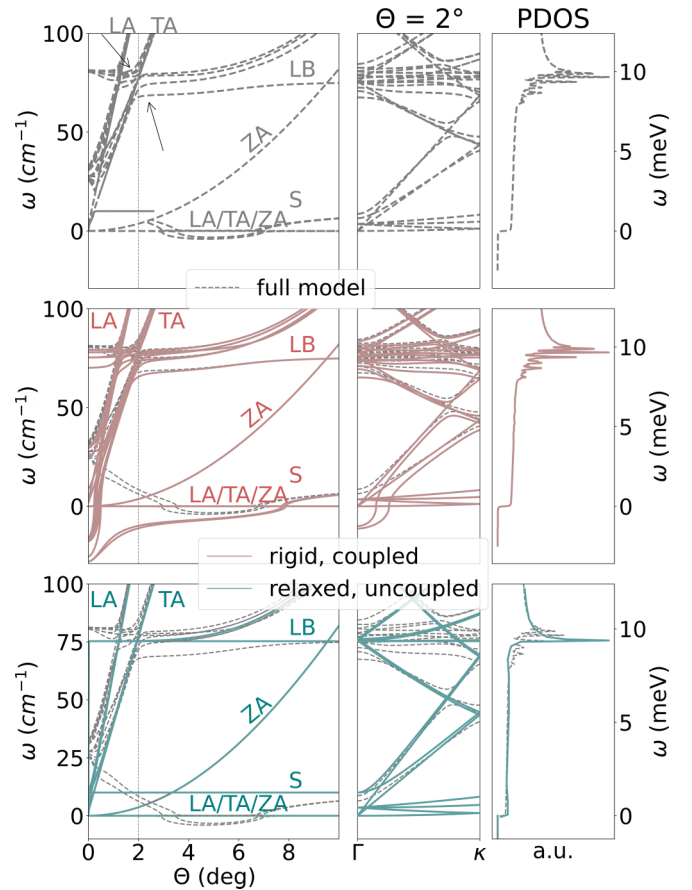 Θ = 2° PDOS
LA TA
100
50
0
ω (cm⁻¹)
LB
ZA
S
LA/TA/ZA
10
5
0
ω (meV)
full model
LA TA
100
50
0
ω (cm⁻¹)
LB
ZA
S
LA/TA/ZA
10
5
0
ω (meV)
rigid, coupled
relaxed, uncoupled
LA TA
100
75
50
25
0
ω (cm⁻¹)
LB
ZA
S
LA/TA/ZA
10
5
0
ω (meV)
0 2 4 6 8
Θ (deg)
Γ κ
a.u.